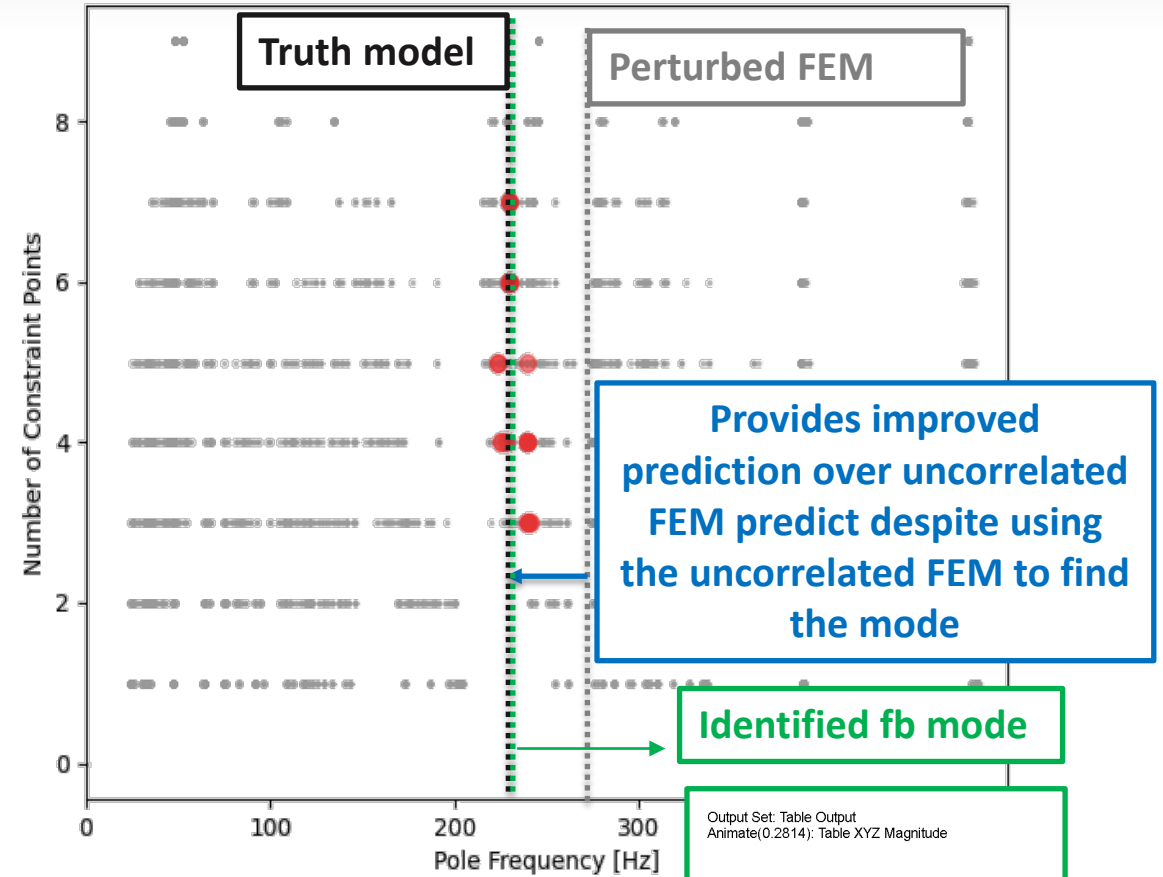 Truth model
Perturbed FEM
8
6
4
2
0
Number of Constraint Points
Provides improved
prediction over uncorrelated
FEM predict despite using
the uncorrelated FEM to find
the mode
Identified fb mode
0
100
200
300
Pole Frequency [Hz]
Output Set: Table Output
Animate(0.2814): Table XYZ Magnitude